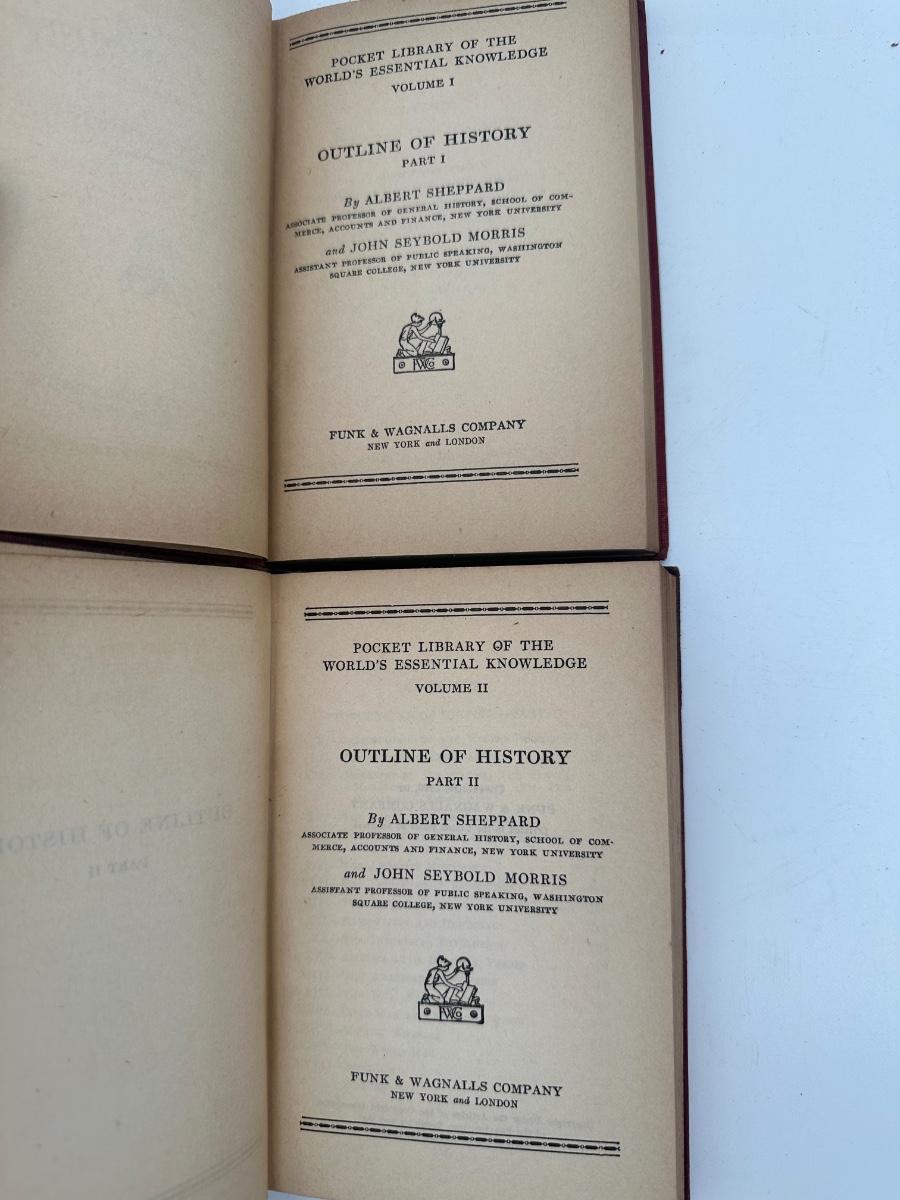 POCKET LIBRARY OF THE
WORLD'S ESSENTIAL KNOWLEDGE
VOLUME I
OUTLINE OF HISTORY
PART I
By ALBERT SHEPPARD
ASSOCIATE PROFESSOR OF GENERAL HISTORY, SCHOOL OF COM-
MERCE, ACCOUNTS AND FINANCE, NEW YORK UNIVERSITY
and JOHN SEYBOLD MORRIS
ASSISTANT PROFESSOR OF PUBLIC SPEAKING, WASHINGTON
SQUARE COLLEGE, NEW YORK UNIVERSITY
FWCo
FUNK & WAGNALLS COMPANY
NEW YORK and LONDON
POCKET LIBRARY OF THE
WORLD'S ESSENTIAL KNOWLEDGE
VOLUME II
OUTLINE OF HISTORY
PART II
By ALBERT SHEPPARD
ASSOCIATE PROFESSOR OF GENERAL HISTORY, SCHOOL OF COM-
MERCE, ACCOUNTS AND FINANCE, NEW YORK UNIVERSITY
and JOHN SEYBOLD MORRIS
ASSISTANT PROFESSOR OF PUBLIC SPEAKING, WASHINGTON
SQUARE COLLEGE, NEW YORK UNIVERSITY
FWCo
FUNK & WAGNALLS COMPANY
NEW YORK and LONDON